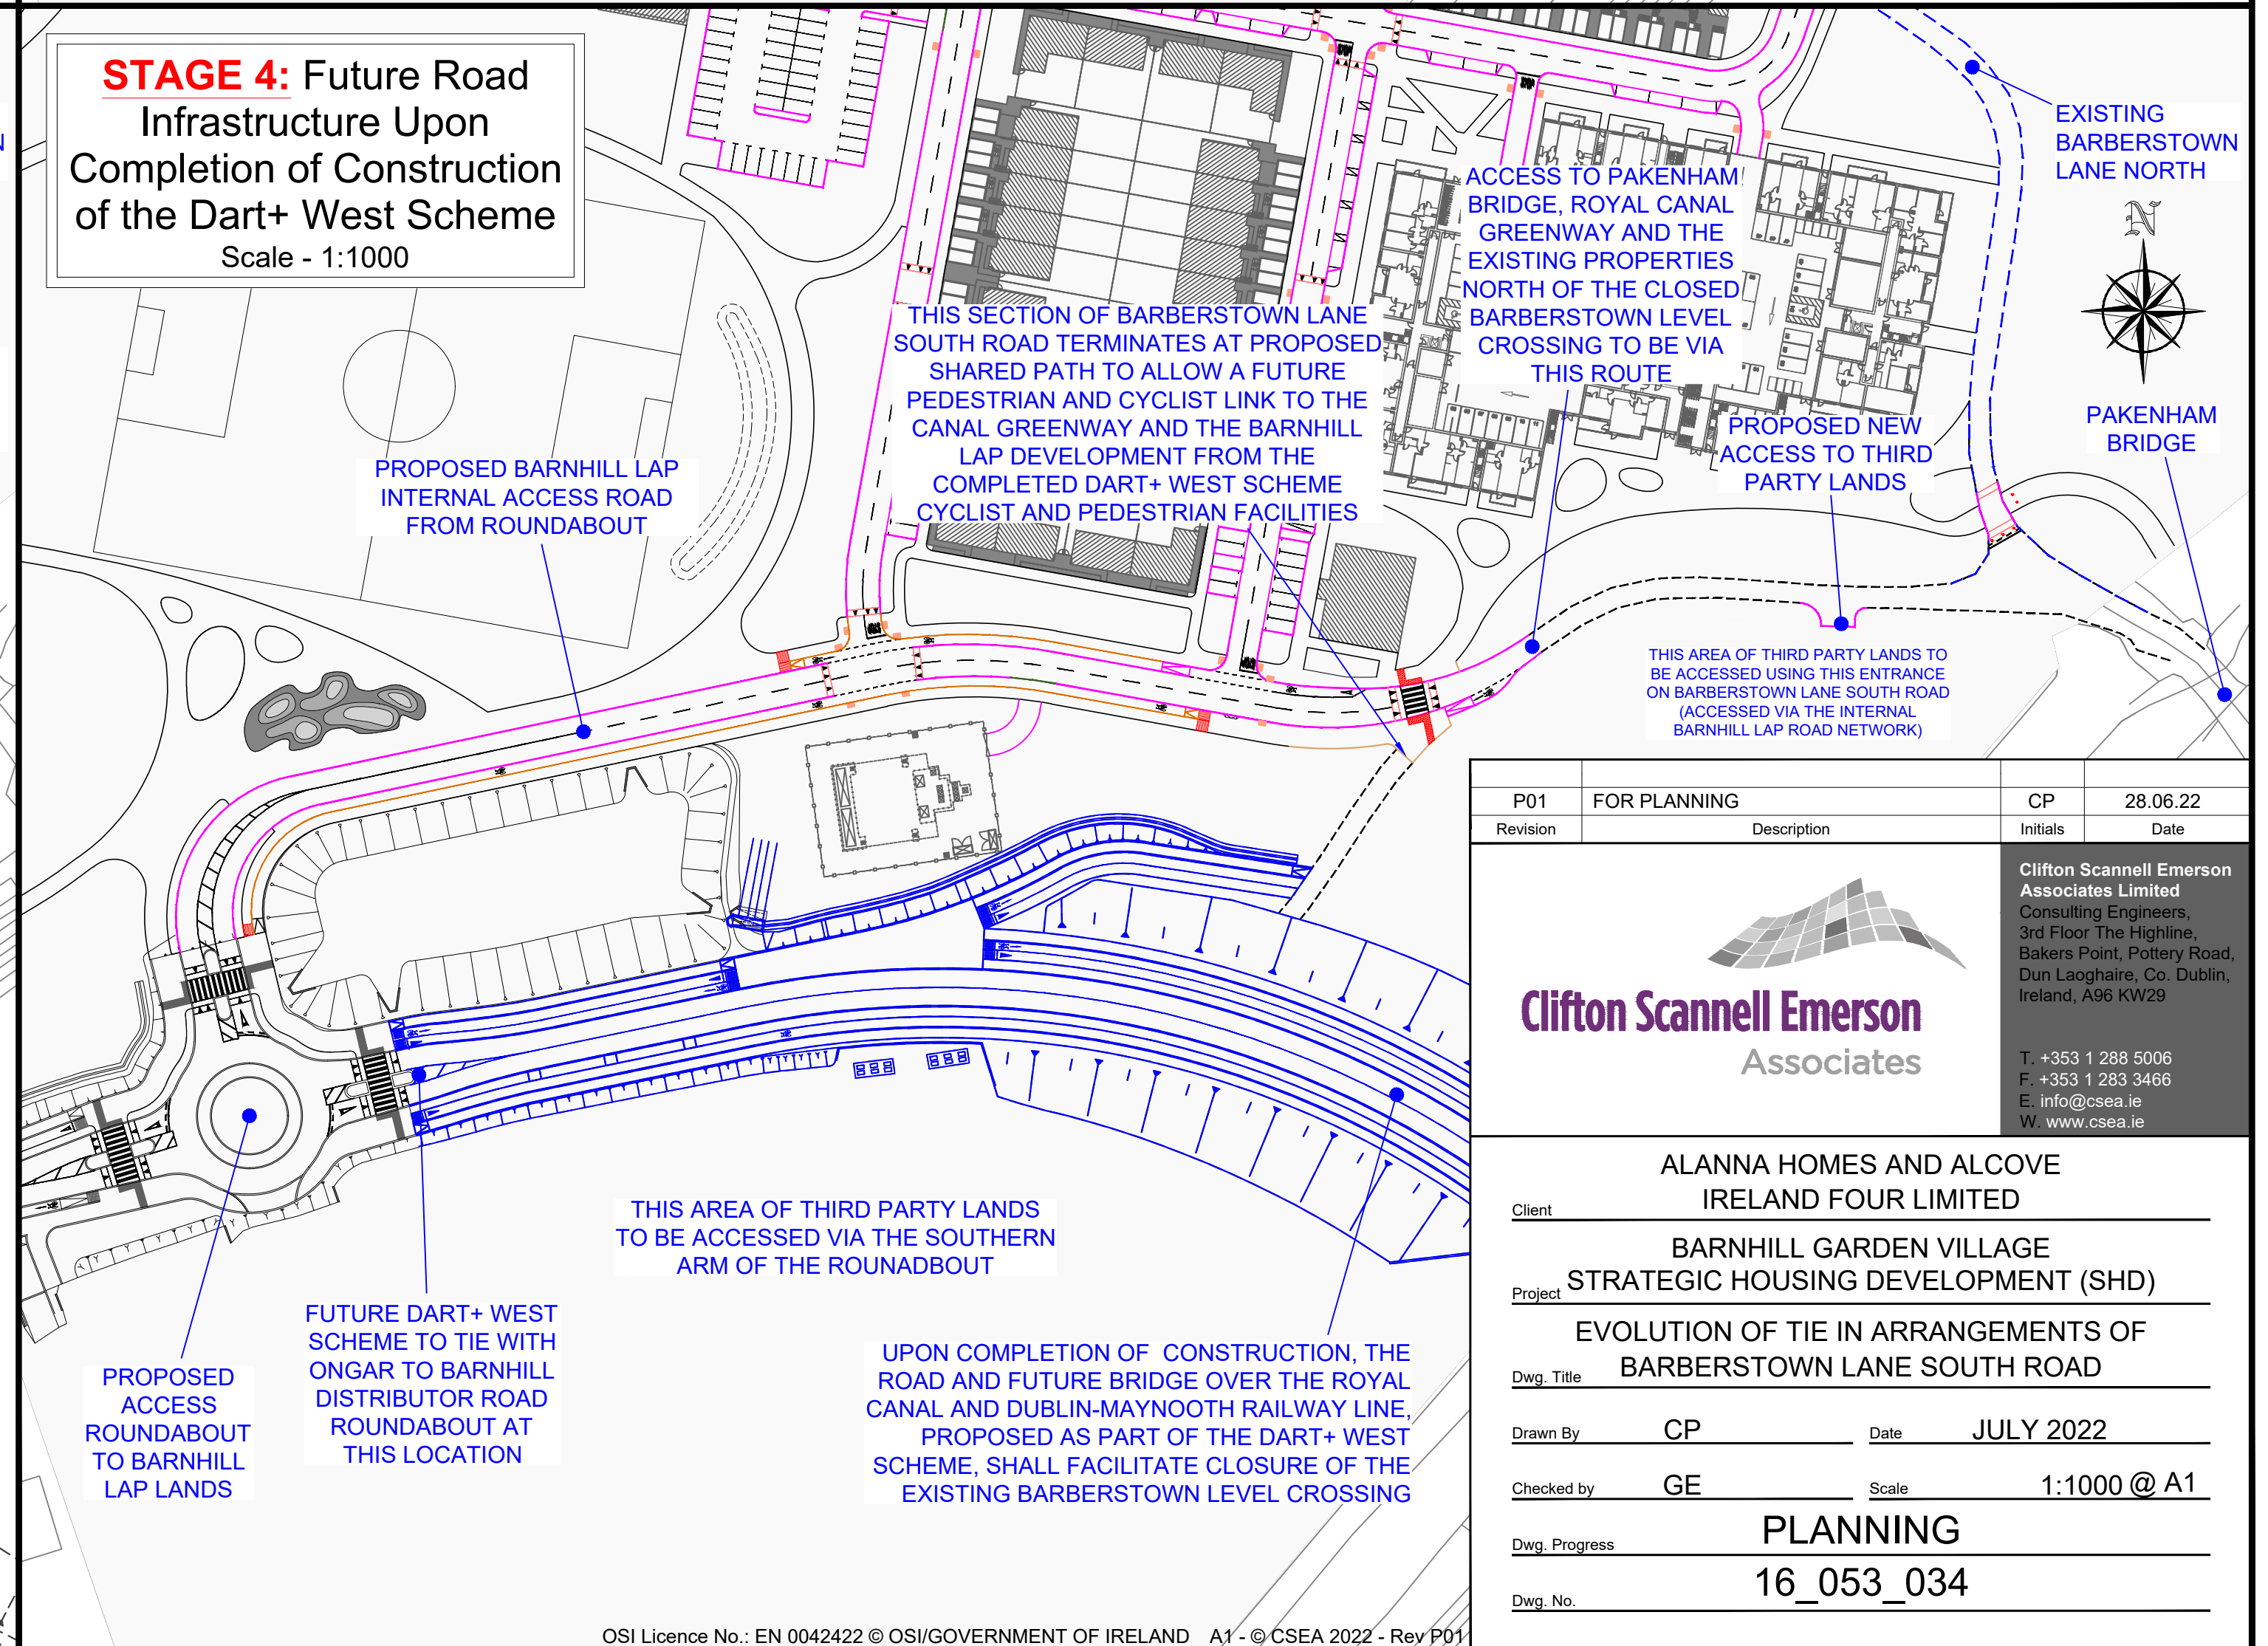 STAGE 4: Future Road
Infrastructure Upon
Completion of Construction
of the Dart+ West Scheme
Scale - 1:1000
EXISTING
BARBERSTOWN
LANE NORTH
N
PAKENHAM
BRIDGE
ACCESS TO PAKENHAM
BRIDGE, ROYAL CANAL
GREENWAY AND THE
EXISTING PROPERTIES
NORTH OF THE CLOSED
BARBERSTOWN LEVEL
CROSSING TO BE VIA
THIS ROUTE
THIS SECTION OF BARBERSTOWN LANE
SOUTH ROAD TERMINATES AT PROPOSED
SHARED PATH TO ALLOW A FUTURE
PEDESTRIAN AND CYCLIST LINK TO THE
CANAL GREENWAY AND THE BARNHILL
LAP DEVELOPMENT FROM THE
COMPLETED DART+ WEST SCHEME
CYCLIST AND PEDESTRIAN FACILITIES
PROPOSED NEW
ACCESS TO THIRD
PARTY LANDS
PROPOSED BARNHILL LAP
INTERNAL ACCESS ROAD
FROM ROUNDABOUT
THIS AREA OF THIRD PARTY LANDS TO
BE ACCESSED USING THIS ENTRANCE
ON BARBERSTOWN LANE SOUTH ROAD
(ACCESSED VIA THE INTERNAL
BARNHILL LAP ROAD NETWORK)
THIS AREA OF THIRD PARTY LANDS
TO BE ACCESSED VIA THE SOUTHERN
ARM OF THE ROUNADBOUT
FUTURE DART+ WEST
SCHEME TO TIE WITH
ONGAR TO BARNHILL
DISTRIBUTOR ROAD
ROUNDABOUT AT
THIS LOCATION
PROPOSED
ACCESS
ROUNDABOUT
TO BARNHILL
LAP LANDS
UPON COMPLETION OF CONSTRUCTION, THE
ROAD AND FUTURE BRIDGE OVER THE ROYAL
CANAL AND DUBLIN-MAYNOOTH RAILWAY LINE,
PROPOSED AS PART OF THE DART+ WEST
SCHEME, SHALL FACILITATE CLOSURE OF THE
EXISTING BARBERSTOWN LEVEL CROSSING
P01 FOR PLANNING CP 28.06.22
Revision Description Initials Date
Clifton Scannell Emerson
Associates
Clifton Scannell Emerson
Associates Limited
Consulting Engineers,
3rd Floor The Highline,
Bakers Point, Pottery Road,
Dun Laoghaire, Co. Dublin,
Ireland, A96 KW29
T. +353 1 288 5006
F. +353 1 283 3466
E. info@csea.ie
W. www.csea.ie
ALANNA HOMES AND ALCOVE
Client IRELAND FOUR LIMITED
BARNHILL GARDEN VILLAGE
Project STRATEGIC HOUSING DEVELOPMENT (SHD)
EVOLUTION OF TIE IN ARRANGEMENTS OF
Dwg. Title BARBERSTOWN LANE SOUTH ROAD
Drawn By CP Date JULY 2022
Checked by GE Scale 1:1000 @ A1
Dwg. Progress PLANNING
Dwg. No. 16_053_034
OSI Licence No.: EN 0042422 © OSI/GOVERNMENT OF IRELAND A1 - © CSEA 2022 - Rev P01